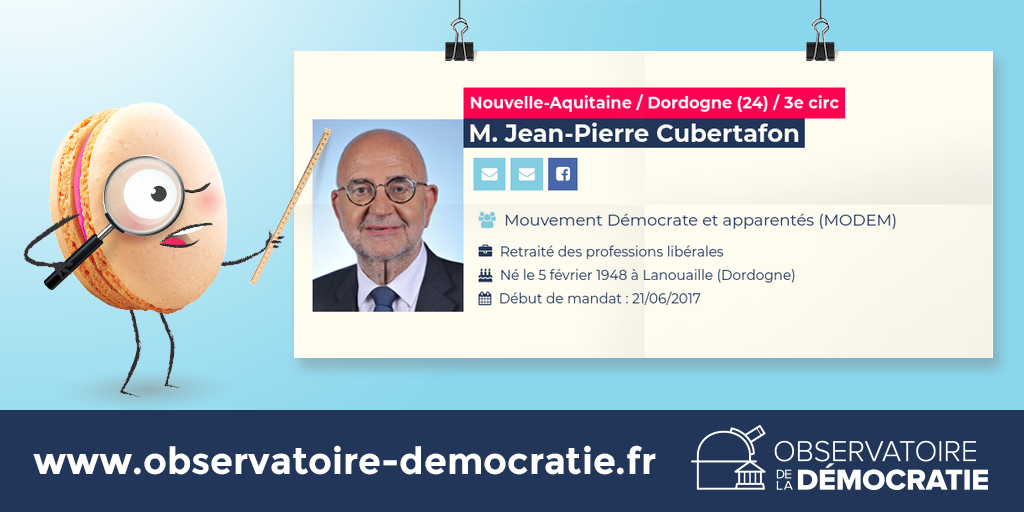 Nouvelle-Aquitaine / Dordogne (24) / 3e circ
M. Jean-Pierre Cubertafon
Mouvement Démocrate et apparentés (MODEM)
Retraité des professions libérales
Né le 5 février 1948 à Lanouaille (Dordogne)
Début de mandat : 21/06/2017
www.observatoire-democratie.fr
OBSERVATOIRE
DE LA DÉMOCRATIE